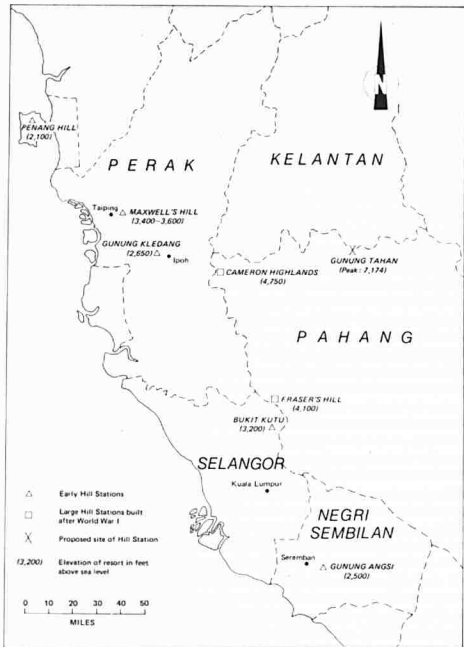 N
PENANG HILL
(2,100)
PERAK
KELANTAN
Taiping
MAXWELL'S HILL
(3,400-3,600)
GUNUNG KLEDANG
(2,650)
Ipoh
CAMERON HIGHLANDS
(4,750)
GUNUNG TAHAN
(Peak: 7,174)
PAHANG
FRASER'S HILL
(4,100)
BUKIT KUTU
(3,200)
SELANGOR
Kuala Lumpur
NEGRI
SEMBILAN
Seremban
GUNUNG ANGSI
(2,500)
Early Hill Stations
Large Hill Stations built
after World War I
Proposed site of Hill Station
(3,200) Elevation of resort in feet
above sea level
0 10 20 30 40 50
MILES